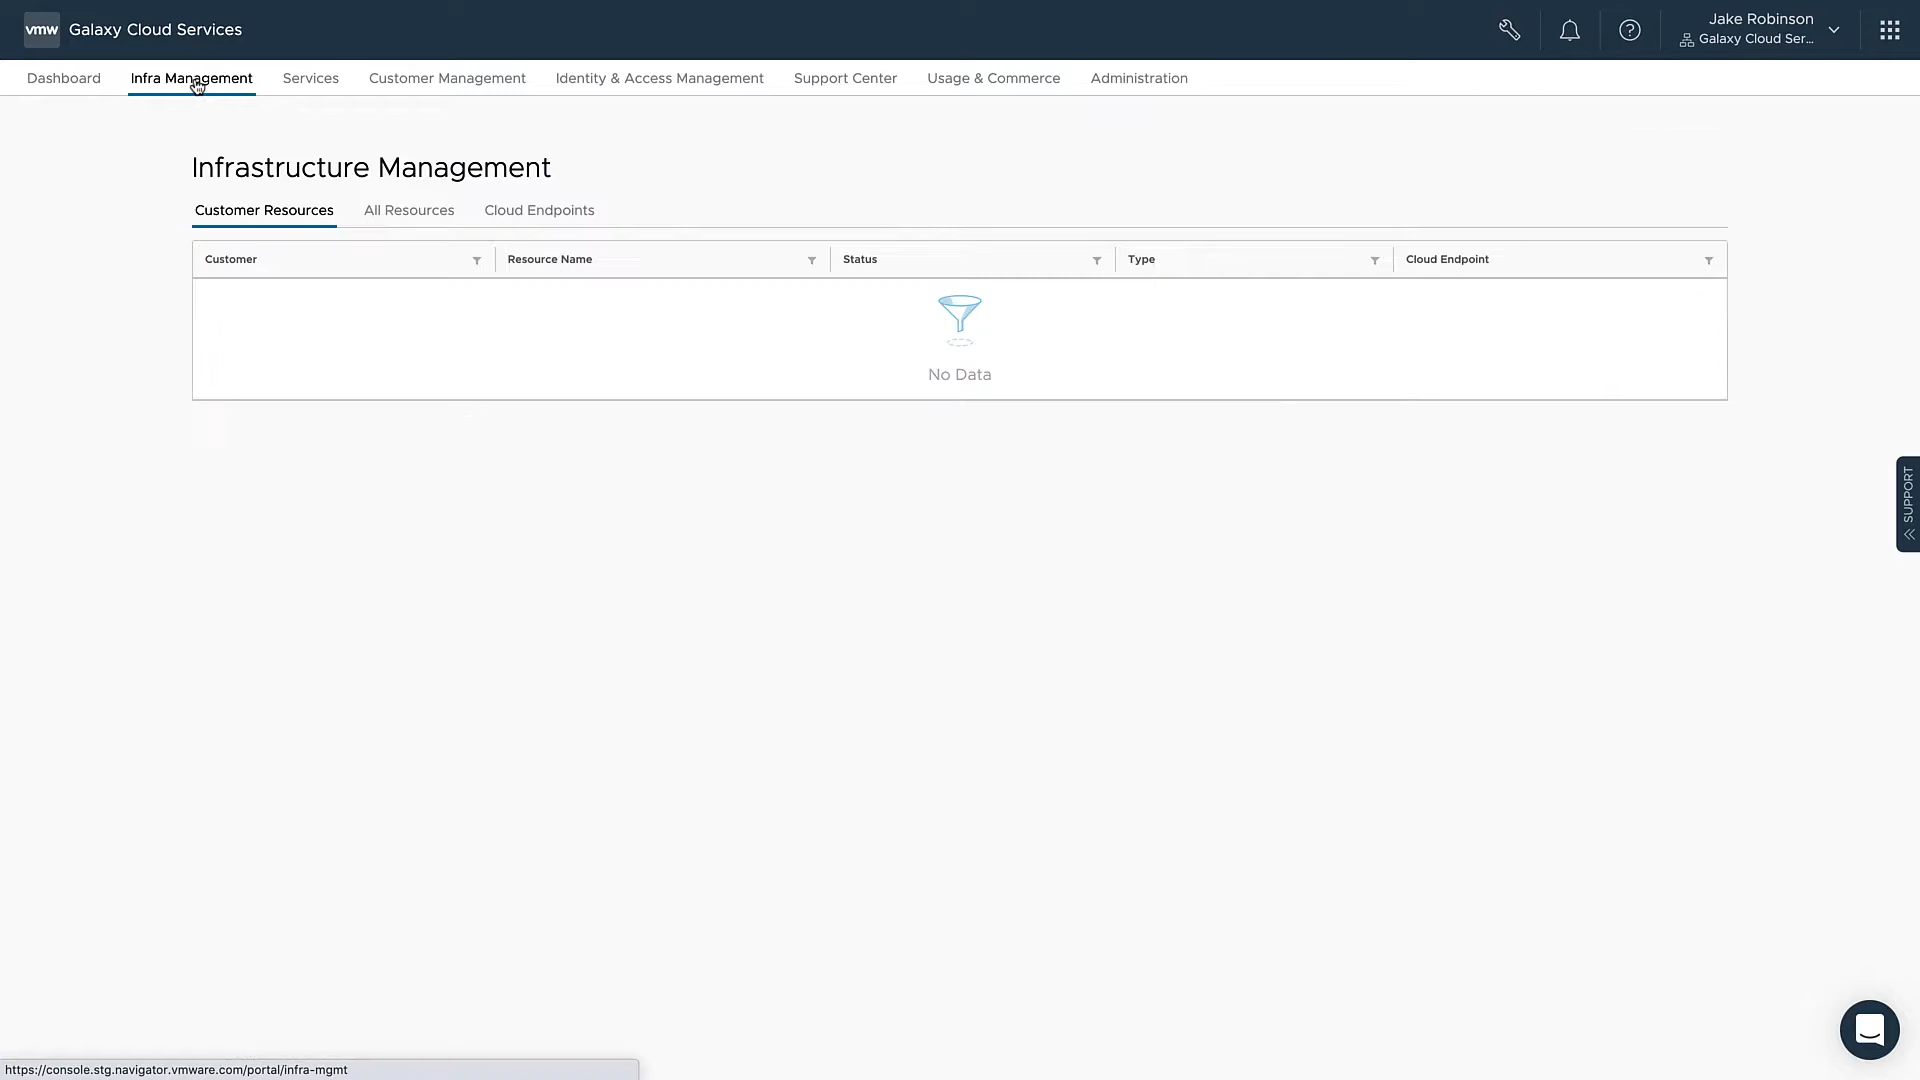 vmw Galaxy Cloud Services
Jake Robinson
Galaxy Cloud Ser...
Dashboard Infra Management Services Customer Management Identity & Access Management Support Center Usage & Commerce Administration
Infrastructure Management
Customer Resources All Resources Cloud Endpoints
Customer Resource Name Status Type Cloud Endpoint
No Data
SUPPORT
https://console.stg.navigator.vmware.com/portal/infra-mgmt